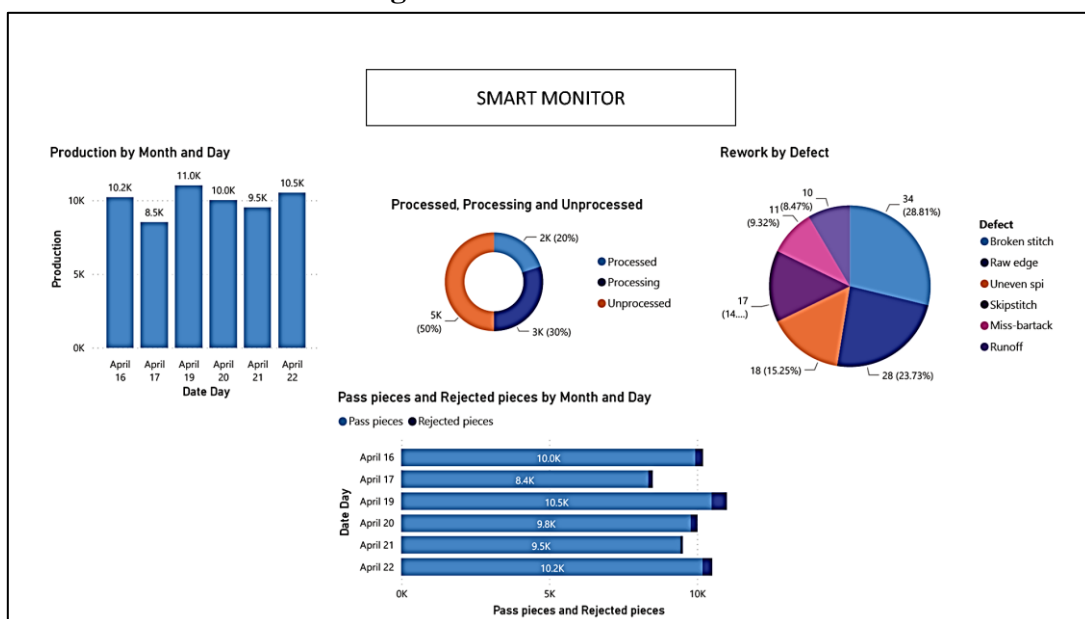 SMART MONITOR
Production by Month and Day
Production
10K
5K
0K
10.2K
8.5K
11.0K
10.0K
9.5K
10.5K
April
16
April
17
April
19
April
20
April
21
April
22
Date Day
Processed, Processing and Unprocessed
2K (20%)
3K (30%)
5K
(50%)
Processed
Processing
Unprocessed
Rework by Defect
34
(28.81%)
28 (23.73%)
18 (15.25%)
17
(14....)
11
(9.32%)
10
(8.47%)
Defect
Broken stitch
Raw edge
Uneven spi
Skipstitch
Miss-bartack
Runoff
Pass pieces and Rejected pieces by Month and Day
Pass pieces
Rejected pieces
Date Day
April 16
10.0K
April 17
8.4K
April 19
10.5K
April 20
9.8K
April 21
9.5K
April 22
10.2K
0K
5K
10K
Pass pieces and Rejected pieces